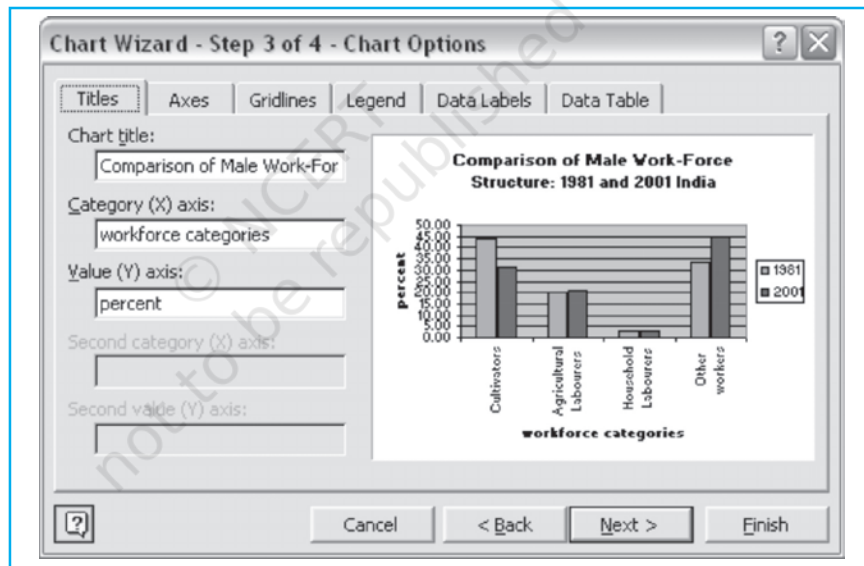 Chart Wizard - Step 3 of 4 - Chart Options
Titles Axes Gridlines Legend Data Labels Data Table
Chart title:
Comparison of Male Work-For
Category (X) axis:
workforce categories
Value (Y) axis:
percent
Second category (X) axis:
Second value (Y) axis:
Comparison of Male Work-Force
Structure: 1981 and 2001 India
percent
50.00
45.00
40.00
35.00
30.00
25.00
20.00
15.00
10.00
5.00
0.00
Cultivators
Agricultural
Labourers
Household
Labourers
Other
workers
workforce categories
1981
2001
Cancel < Back Next > Finish
© NCERT
not to be republished